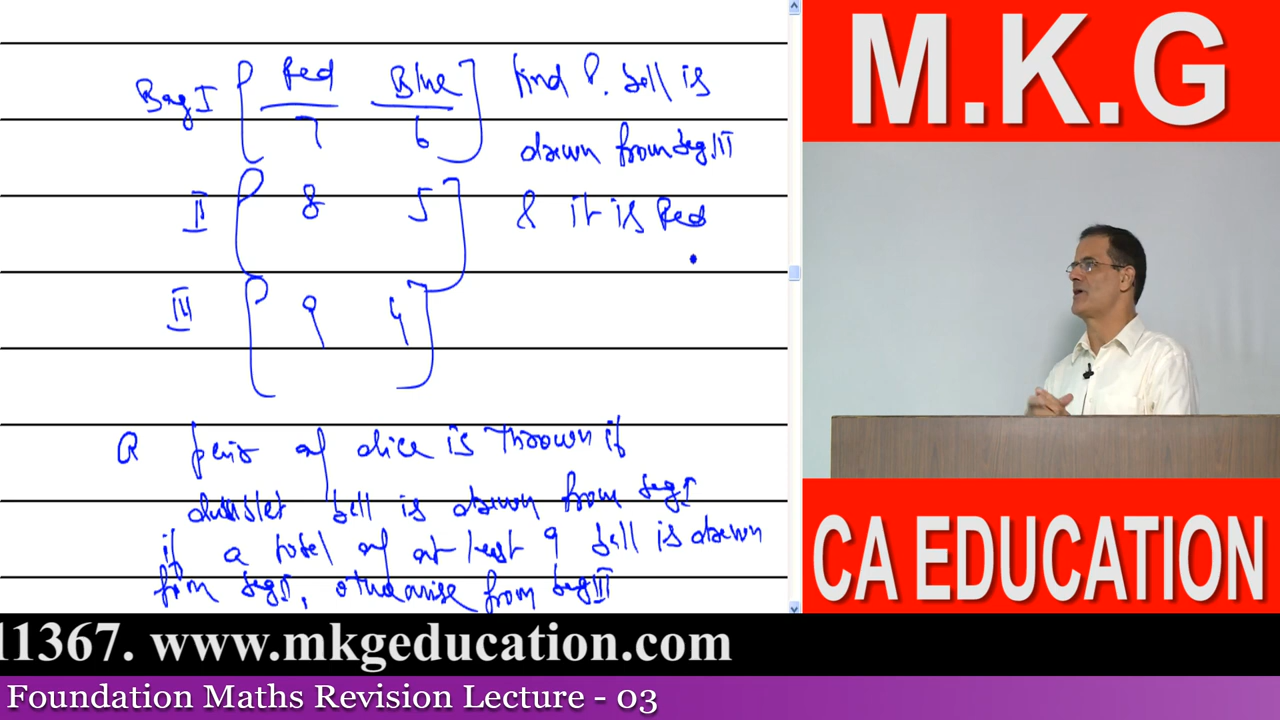 Bag I Red Blue find P. ball is
7 6 drawn from bag III
II 8 5 & it is Red
III 9 4
Q pair of dice is thrown if
doublet ball is drawn from bag I
if a total of at least 9 ball is drawn
from bag II, otherwise from bag III
M.K.G
CA EDUCATION
11367. www.mkgeducation.com
Foundation Maths Revision Lecture - 03